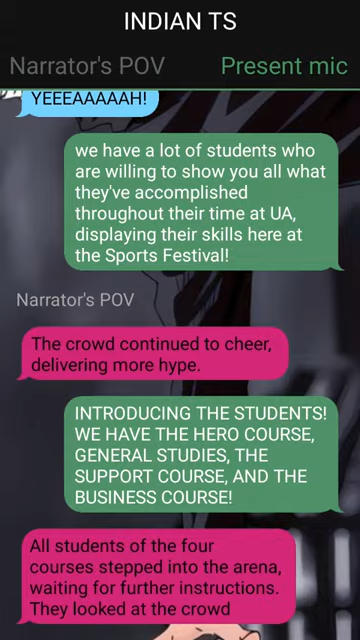 INDIAN TS
Narrator's POV
Present mic
YEEEAAAAAH!
we have a lot of students who
are willing to show you all what
they've accomplished
throughout their time at UA,
displaying their skills here at
the Sports Festival!
Narrator's POV
The crowd continued to cheer,
delivering more hype.
INTRODUCING THE STUDENTS!
WE HAVE THE HERO COURSE,
GENERAL STUDIES, THE
SUPPORT COURSE, AND THE
BUSINESS COURSE!
All students of the four
courses stepped into the arena,
waiting for further instructions.
They looked at the crowd